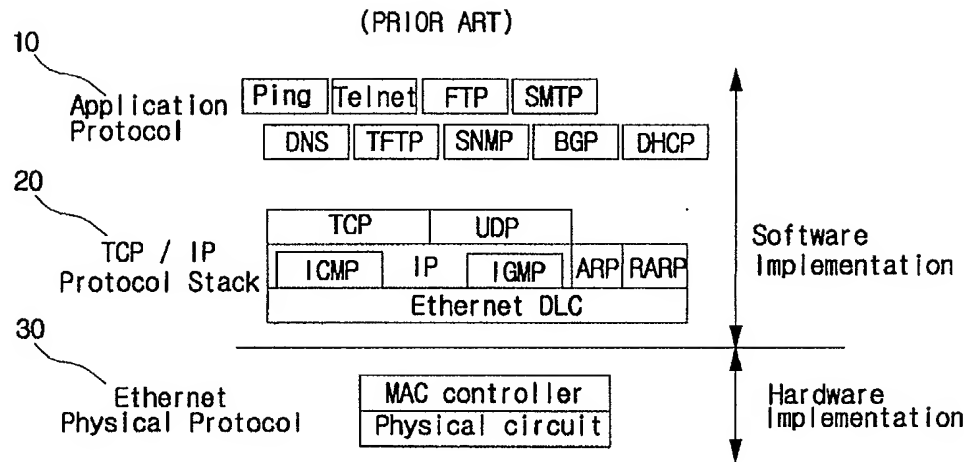 (PRIOR ART)
10
Application Protocol
Ping Telnet FTP SMTP
DNS TFTP SNMP BGP DHCP
20
TCP / IP
Protocol Stack
TCP UDP
ICMP IP IGMP ARP RARP
Ethernet DLC
Software
Implementation
30
Ethernet
Physical Protocol
MAC controller
Physical circuit
Hardware
Implementation